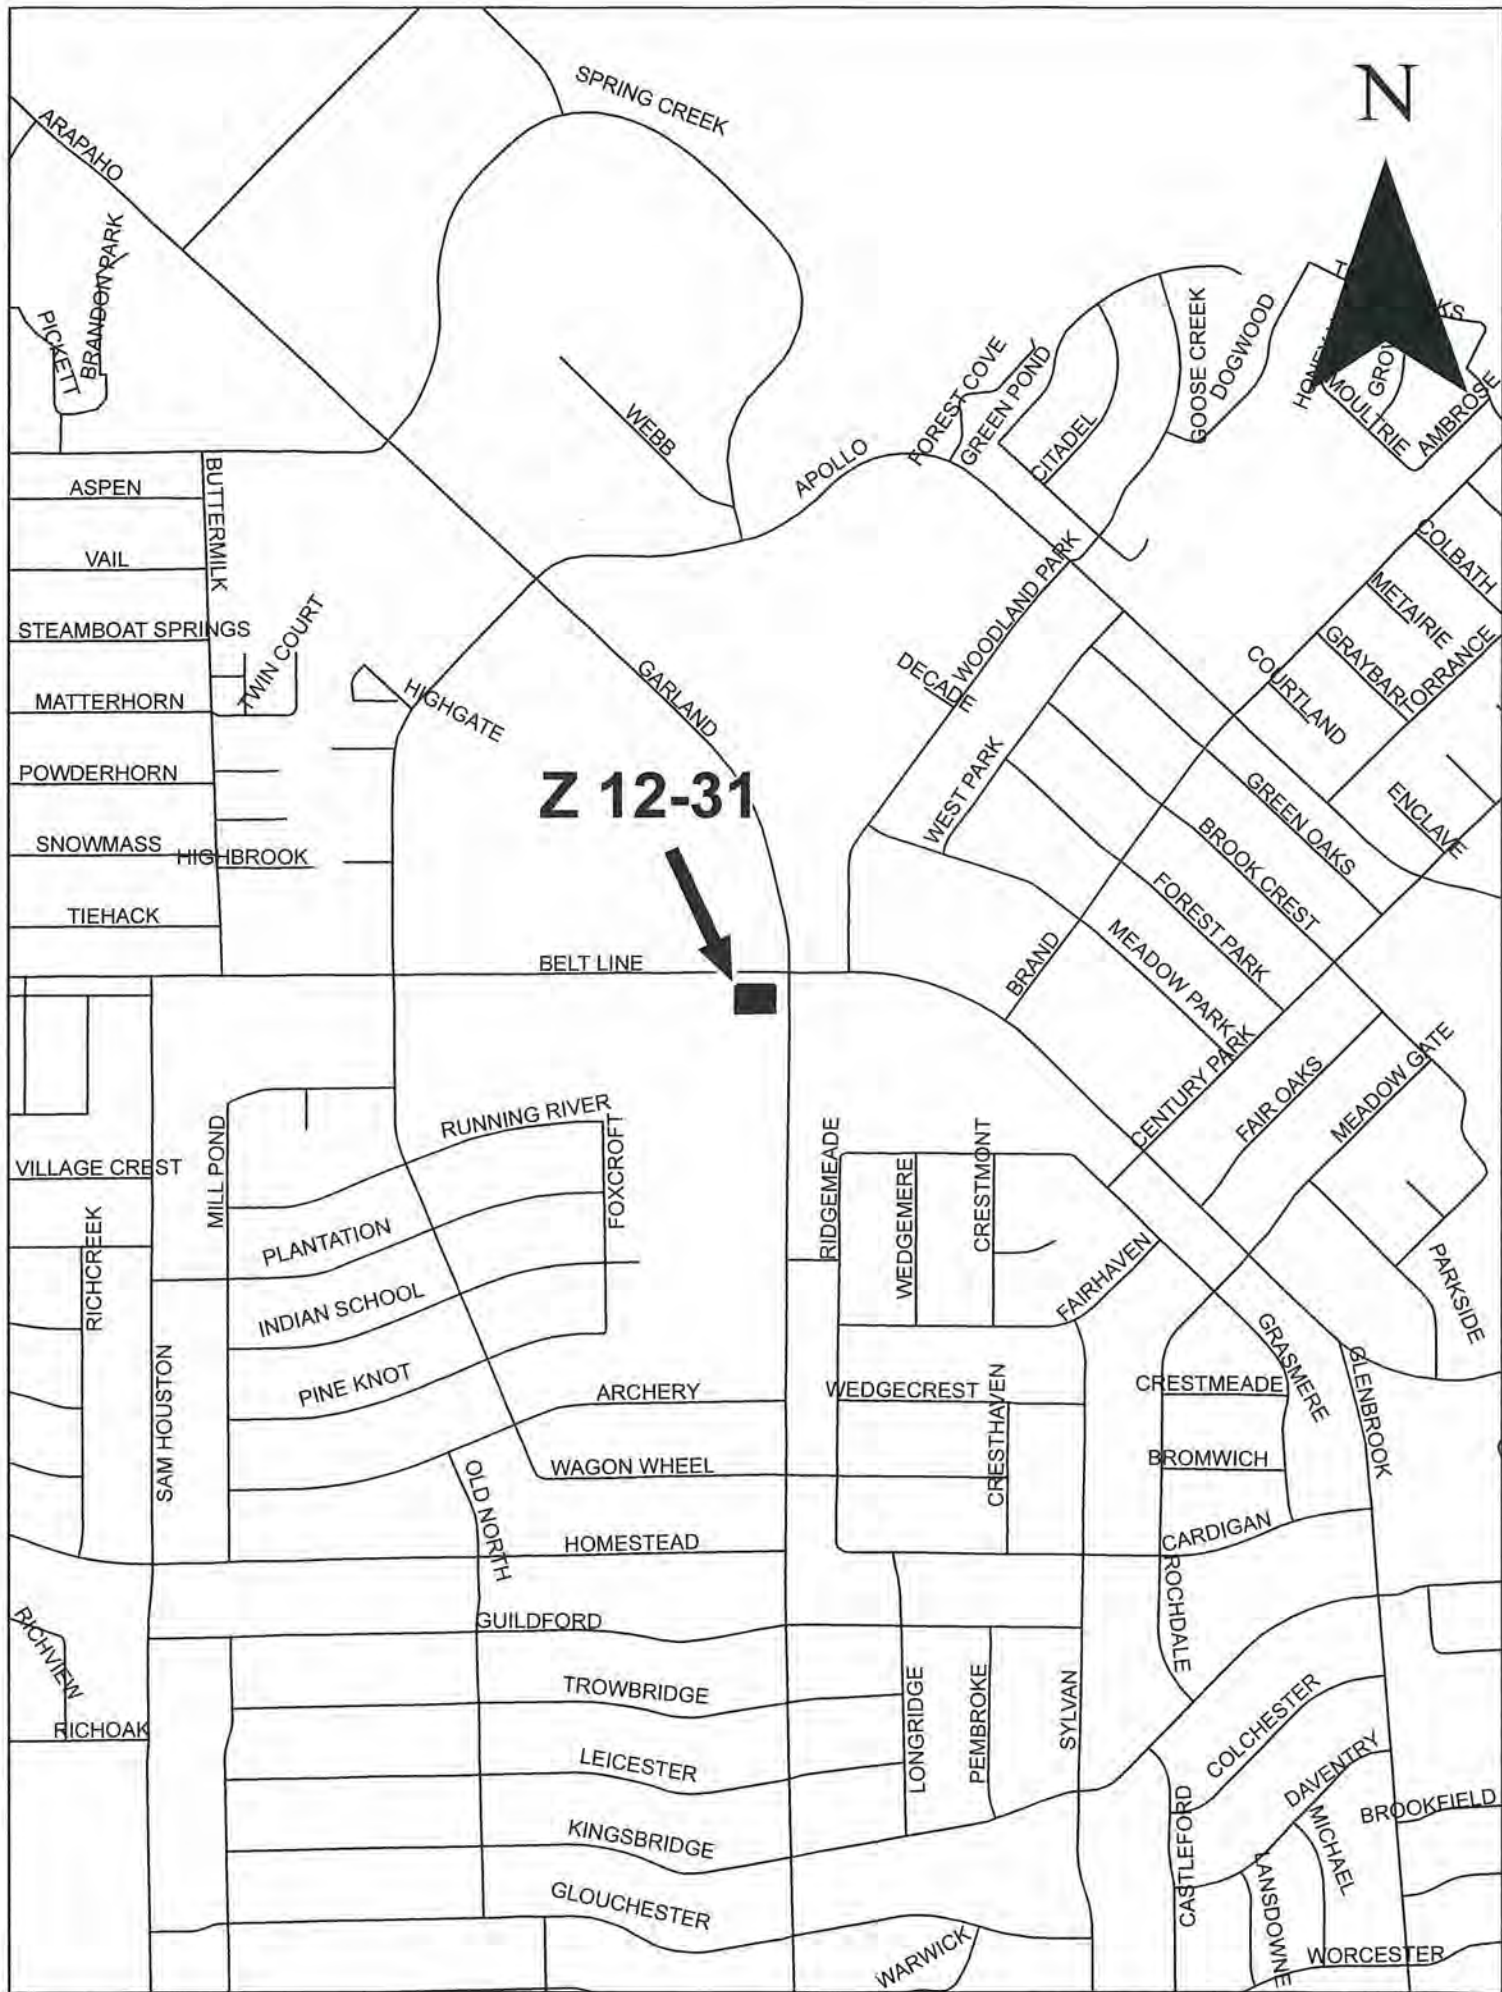 N
SPRING CREEK
ARAPAHO
BRANDON PARK
PICKETT
GOOSE CREEK
DOGWOOD
KS
MOULTRIE
AMBROSE
FOREST COVE
GREEN POND
CITADEL
WEBB
APOLLO
BUTTERMILK
ASPEN
VAIL
STEAMBOAT SPRINGS
TWIN COURT
MATTERHORN
HIGHGATE
GARLAND
DECADE
WOODLAND PARK
COLBATH
METAIRIE
GRAYBAR
TORRANCE
COURTLAND
POWDERHORN
Z 12-31
WEST PARK
GREEN OAKS
ENCLAVE
BROOK CREST
SNOWMASS
HIGHBROOK
FOREST PARK
TIEHACK
MEADOW PARK
BELT LINE
BRAND
CENTURY PARK
FAIR OAKS
MEADOW GATE
RUNNING RIVER
FOXCROFT
MILL POND
VILLAGE CREST
RIDGEMEADE
WEDGEMERE
CRESTMONT
PLANTATION
RICHCREEK
INDIAN SCHOOL
FAIRHAVEN
PARKSIDE
GRASMERE
GLENBROOK
SAM HOUSTON
PINE KNOT
ARCHERY
WEDGECREST
CRESTHAVEN
CRESTMEADE
WAGON WHEEL
BROMWICH
OLD NORTH
HOMESTEAD
CARDIGAN
ROCHDALE
GUILDFORD
RICHVIEW
TROWBRIDGE
LONGRIDGE
PEMBROKE
SYLVAN
RICHOAK
LEICESTER
COLCHESTER
DAVENTRY
CASTLEFORD
MICHAEL
BROOKFIELD
KINGSBRIDGE
LANSDOWNE
GLOUCHESTER
WARWICK
WORCESTER